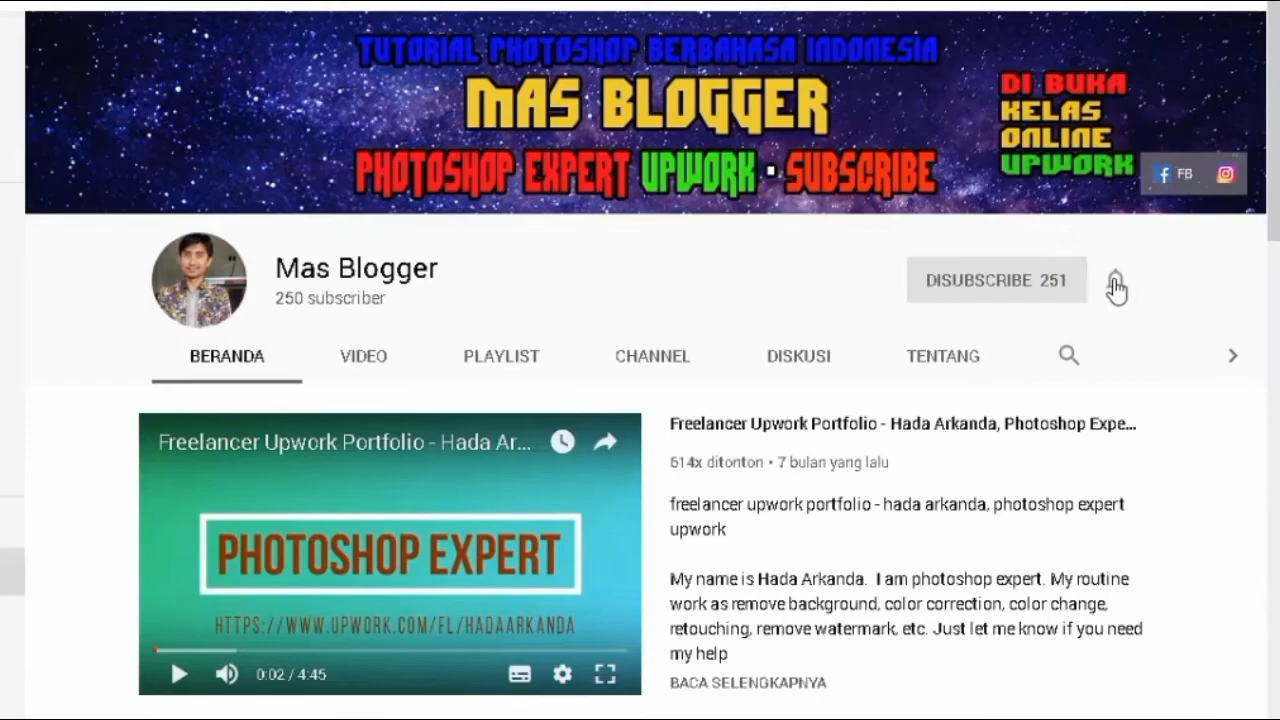 TUTORIAL PHOTOSHOP BERBAHASA INDONESIA
MAS BLOGGER
PHOTOSHOP EXPERT UPWORK • SUBSCRIBE
DI BUKA
KELAS
ONLINE
UPWORK
FB
Mas Blogger
250 subscriber
DISUBSCRIBE 251
BERANDA
VIDEO
PLAYLIST
CHANNEL
DISKUSI
TENTANG
Freelancer Upwork Portfolio - Hada Ar...
PHOTOSHOP EXPERT
HTTPS://WWW.UPWORK.COM/FL/HADAARKANDA
0:02 / 4:45
Freelancer Upwork Portfolio - Hada Arkanda, Photoshop Expe...
514x ditonton • 7 bulan yang lalu
freelancer upwork portfolio - hada arkanda, photoshop expert
upwork
My name is Hada Arkanda. I am photoshop expert. My routine
work as remove background, color correction, color change,
retouching, remove watermark, etc. Just let me know if you need
my help
BACA SELENGKAPNYA